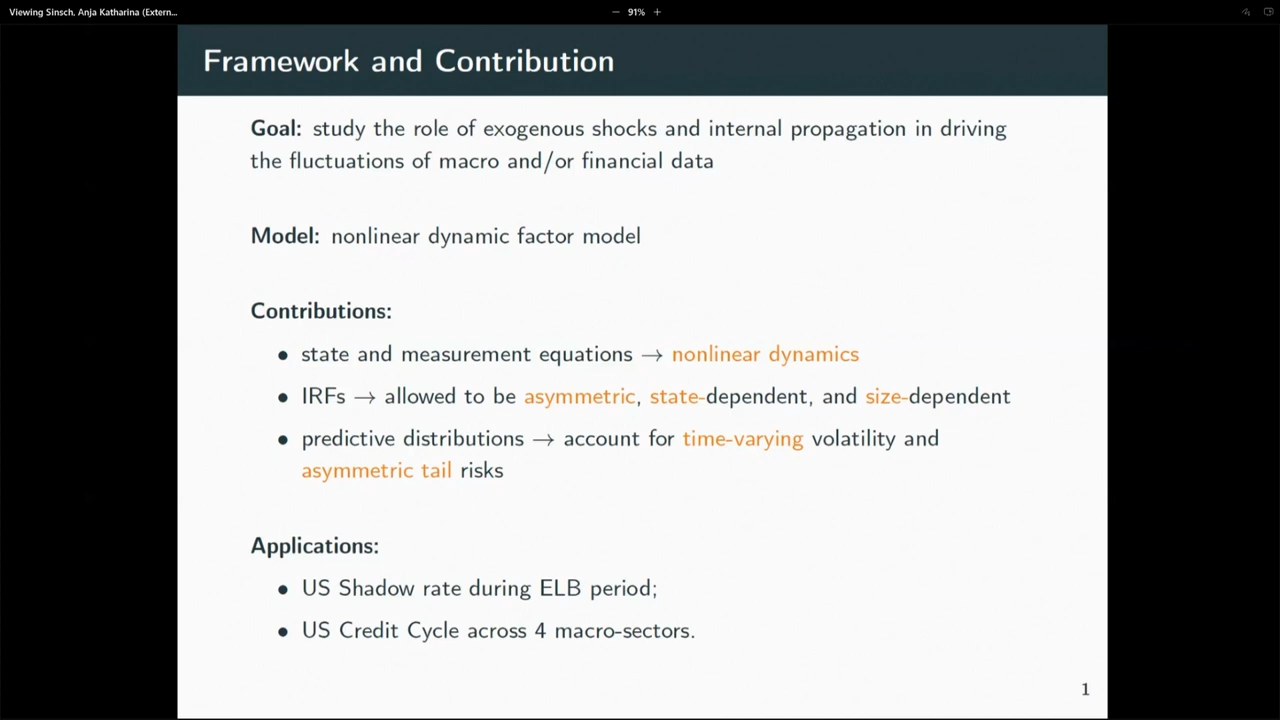 Viewing Sinsch, Anja Katharina (Extern...
− 91% +
Framework and Contribution
Goal: study the role of exogenous shocks and internal propagation in driving
the fluctuations of macro and/or financial data
Model: nonlinear dynamic factor model
Contributions:
• state and measurement equations → nonlinear dynamics
• IRFs → allowed to be asymmetric, state-dependent, and size-dependent
• predictive distributions → account for time-varying volatility and
asymmetric tail risks
Applications:
• US Shadow rate during ELB period;
• US Credit Cycle across 4 macro-sectors.
1